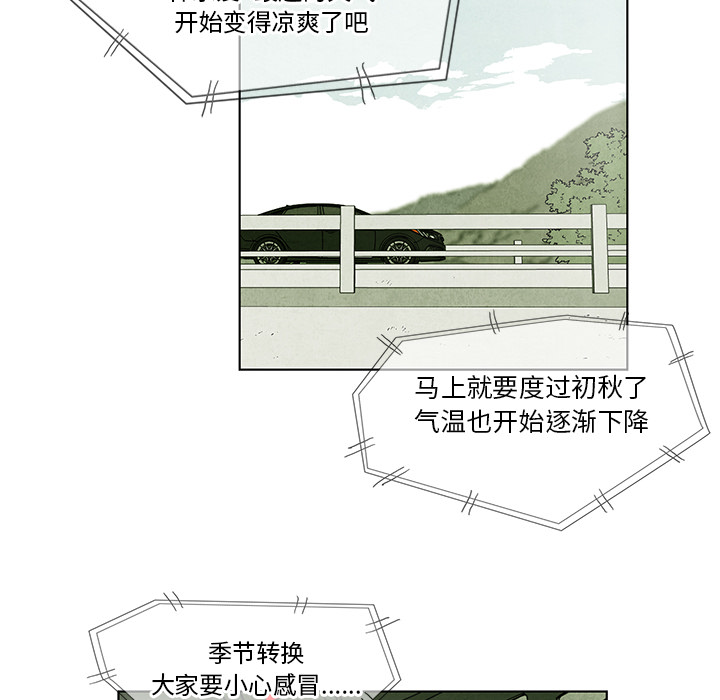 开始变得凉爽了吧
马上就要度过初秋了
气温也开始逐渐下降
季节转换
大家要小心感冒……